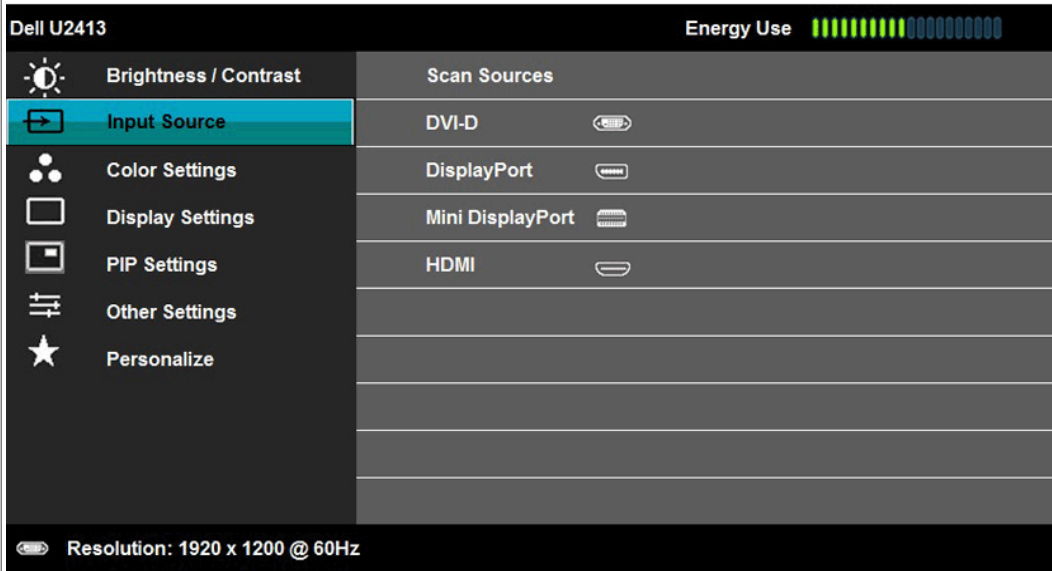 Dell U2413
Energy Use
Brightness / Contrast
Input Source
Color Settings
Display Settings
PIP Settings
Other Settings
Personalize
Scan Sources
DVI-D
DisplayPort
Mini DisplayPort
HDMI
Resolution: 1920 x 1200 @ 60Hz